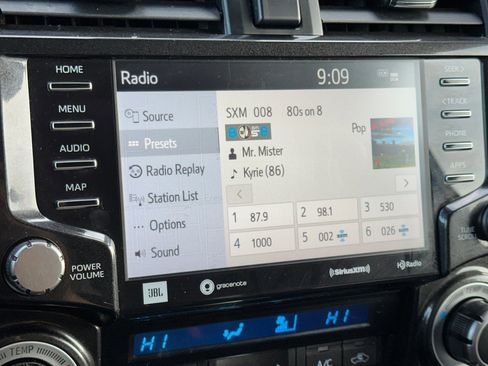 HOME
MENU
AUDIO
MAP
POWER
VOLUME
Radio 9:09
Source
Presets
Radio Replay
Station List
Options
Sound
SXM 008 80s on 8
Pop
Mr. Mister
Kyrie (86)
1 87.9 2 98.1 3 530
4 1000 5 002 6 026
JBL gracenote SiriusXM HD Radio
SEEK >
< TRACK
PHONE
APPS
TUNE
SCROLL
HI HI
TEMP A/C